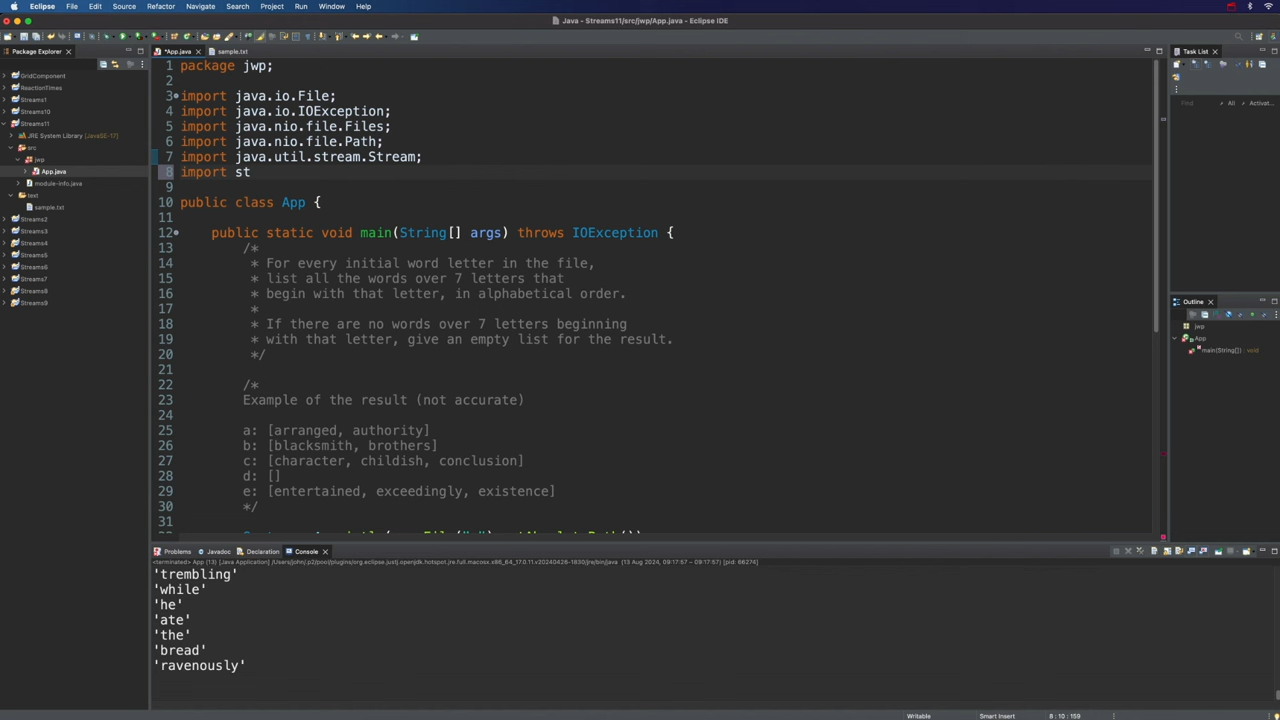 Eclipse File Edit Source Refactor Navigate Search Project Run Window Help
Java - Streams11/src/jwp/App.java - Eclipse IDE
Package Explorer
GridComponent
ReactionTimes
Streams1
Streams10
Streams11
JRE System Library [JavaSE-17]
src
jwp
App.java
module-info.java
text
sample.txt
Streams2
Streams3
Streams4
Streams5
Streams6
Streams7
Streams8
Streams9
*App.java sample.txt
1 package jwp;
2
3 import java.io.File;
4 import java.io.IOException;
5 import java.nio.file.Files;
6 import java.nio.file.Path;
7 import java.util.stream.Stream;
8 import st
9
10 public class App {
11
12 public static void main(String[] args) throws IOException {
13 /*
14 * For every initial word letter in the file,
15 * list all the words over 7 letters that
16 * begin with that letter, in alphabetical order.
17 *
18 * If there are no words over 7 letters beginning
19 * with that letter, give an empty list for the result.
20 */
21
22 /*
23 Example of the result (not accurate)
24
25 a: [arranged, authority]
26 b: [blacksmith, brothers]
27 c: [character, childish, conclusion]
28 d: []
29 e: [entertained, exceedingly, existence]
30 */
31
Task List
Find All Activat...
Outline
jwp
App
main(String[]) : void
Problems Javadoc Declaration Console
<terminated> App (13) [Java Application] /Users/john/.p2/pool/plugins/org.eclipse.justj.openjdk.hotspot.jre.full.macosx.x86_64_17.0.11.v20240426-1830/jre/bin/java (13 Aug 2024, 09:17:57 – 09:17:57) [pid: 66274]
'trembling'
'while'
'he'
'ate'
'the'
'bread'
'ravenously'
Writable Smart Insert 8 : 10 : 159